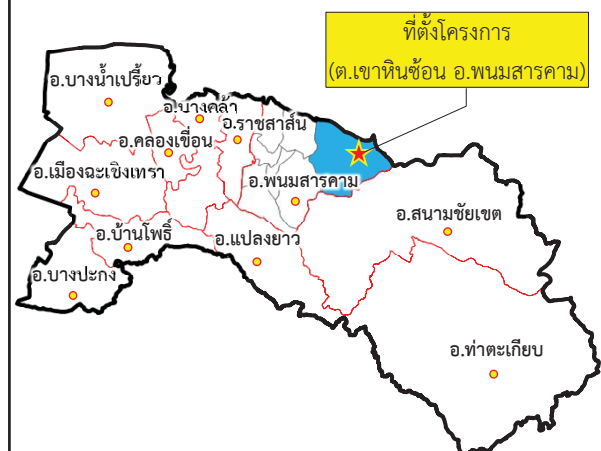 ที่ตั้งโครงการ
(ต.เขาหินซ้อน อ.พนมสารคาม)
อ.บางน้ำเปรี้ยว
อ.บางคล้า
อ.ราชสาส์น
อ.คลองเขื่อน
อ.เมืองฉะเชิงเทรา
อ.พนมสารคาม
อ.สนามชัยเขต
อ.บ้านโพธิ์
อ.แปลงยาว
อ.บางปะกง
อ.ท่าตะเกียบ